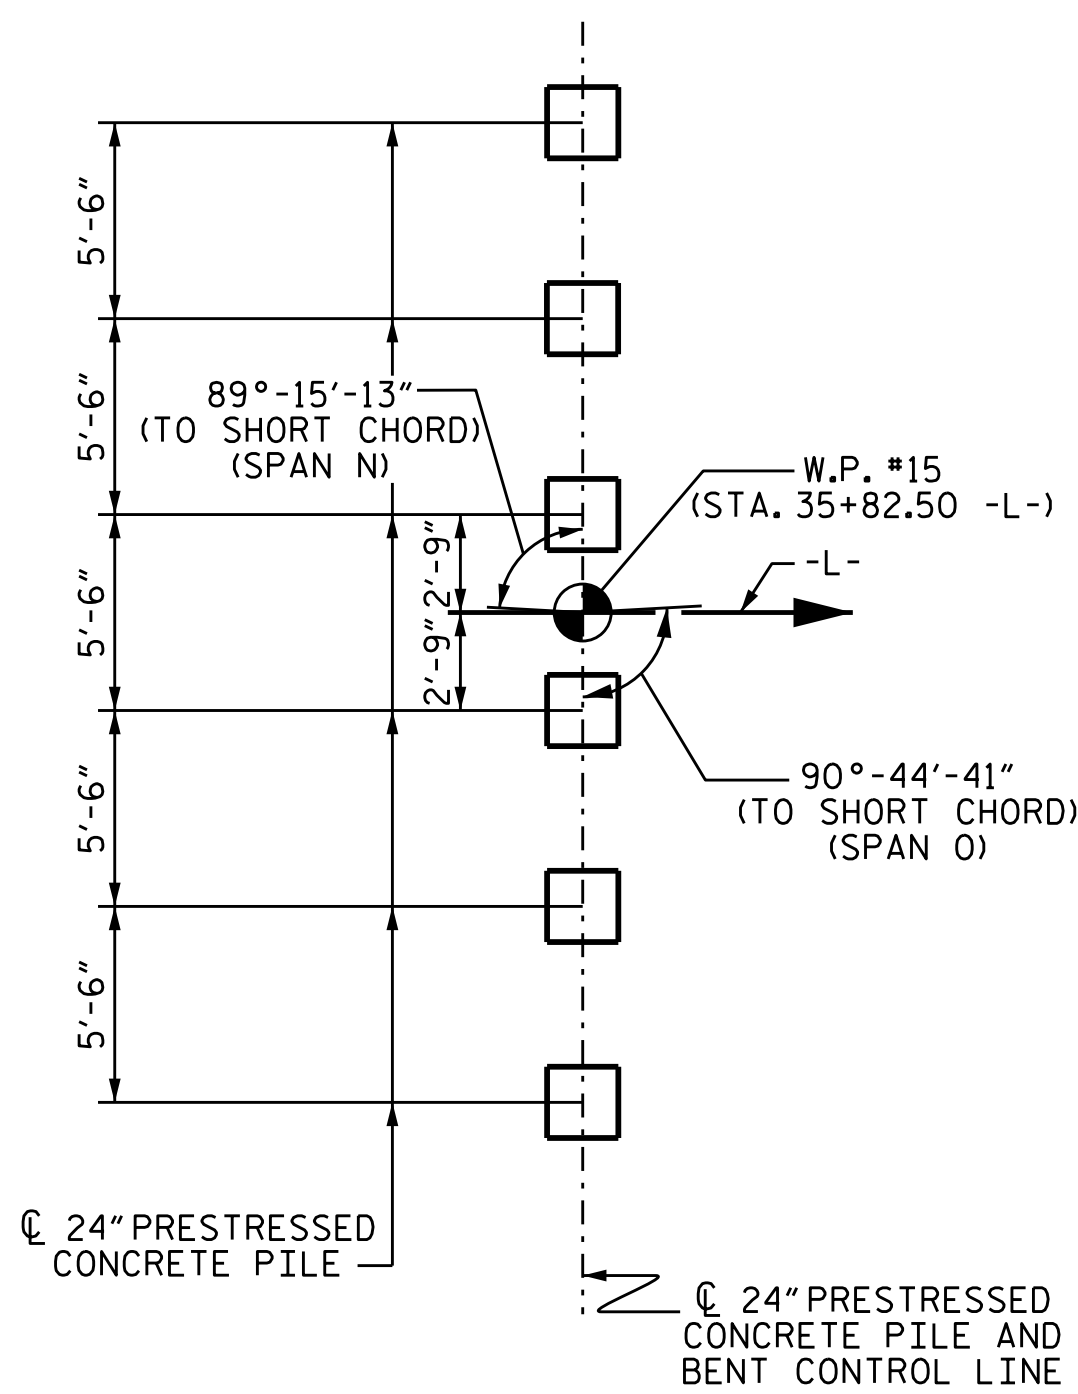 5'-6"
5'-6"
89°-15'-13"
(TO SHORT CHORD)
(SPAN N)
W.P. #15
(STA. 35+82.50 -L-)
2'-9"
-L-
5'-6"
2'-9"
90°-44'-41"
(TO SHORT CHORD)
(SPAN O)
5'-6"
5'-6"
℄ 24" PRESTRESSED
CONCRETE PILE
℄ 24" PRESTRESSED
CONCRETE PILE AND
BENT CONTROL LINE